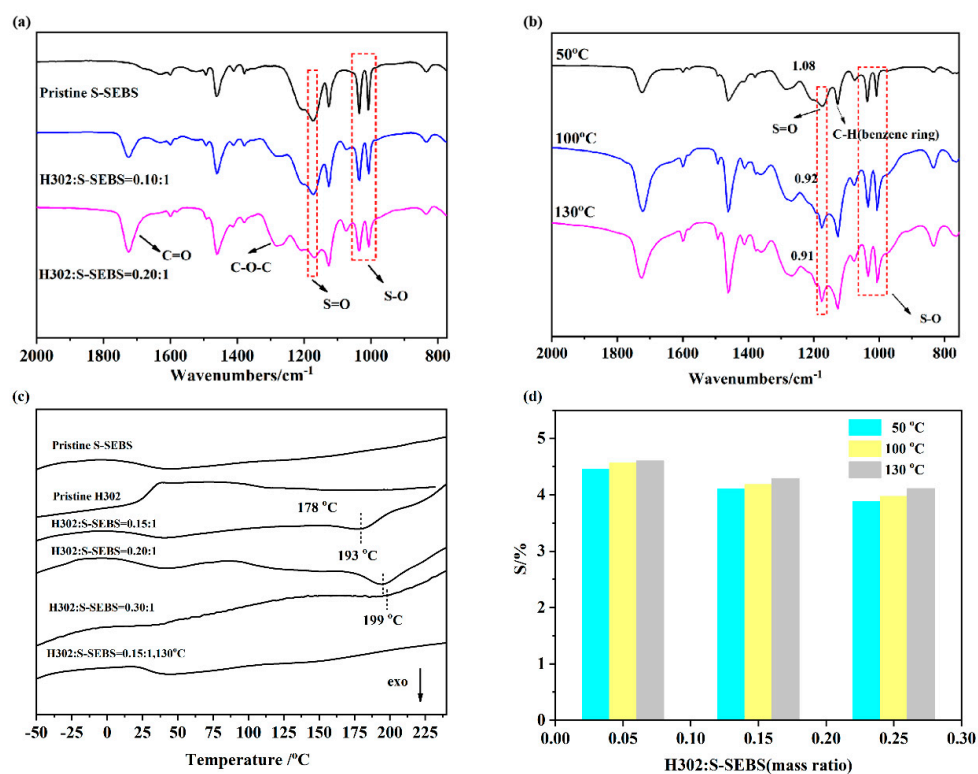 (a)
Pristine S-SEBS
H302:S-SEBS=0.10:1
C=O
C-O-C
H302:S-SEBS=0.20:1
S=O
S-O
2000 1800 1600 1400 1200 1000 800
Wavenumbers/cm-1
(b)
50°C
1.08
S=O
C-H(benzene ring)
100°C
0.92
130°C
0.91
S-O
2000 1800 1600 1400 1200 1000 800
Wavenumbers/cm-1
(c)
Pristine S-SEBS
Pristine H302
178 °C
H302:S-SEBS=0.15:1
193 °C
H302:S-SEBS=0.20:1
H302:S-SEBS=0.30:1
199 °C
H302:S-SEBS=0.15:1,130°C
exo
-50 -25 0 25 50 75 100 125 150 175 200 225
Temperature /°C
(d)
50 °C
100 °C
130 °C
5
4
3
2
1
0
S/%
0.00 0.05 0.10 0.15 0.20 0.25 0.30
H302:S-SEBS(mass ratio)